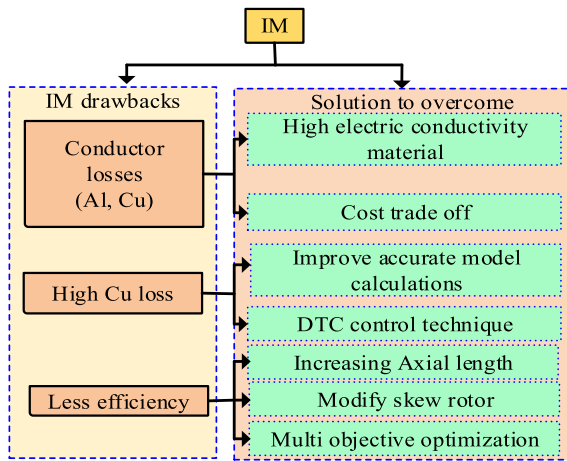 IM
IM drawbacks
Conductor
losses
(Al, Cu)
High Cu loss
Less efficiency
Solution to overcome
High electric conductivity
material
Cost trade off
Improve accurate model
calculations
DTC control technique
Increasing Axial length
Modify skew rotor
Multi objective optimization